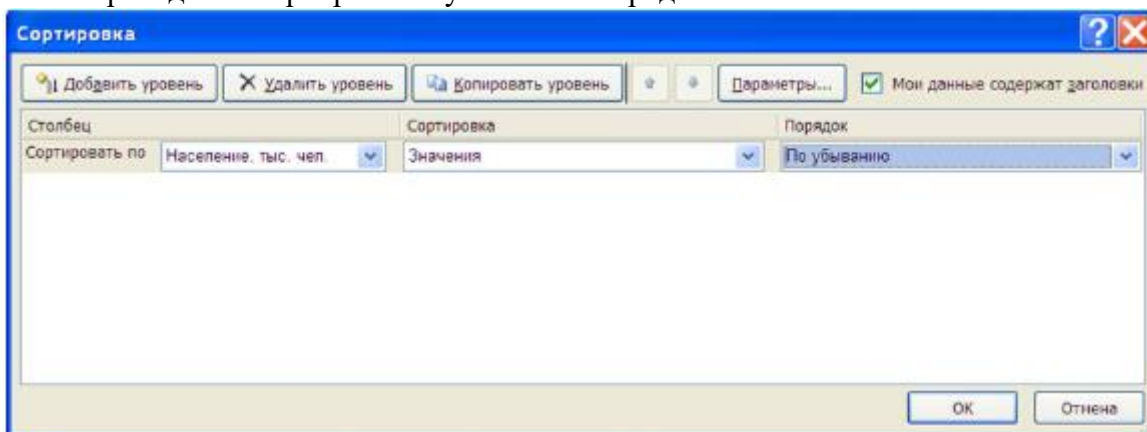 Сортировка
Добавить уровень Удалить уровень Копировать уровень Параметры... Мои данные содержат заголовки
Столбец Сортировка Порядок
Сортировать по Население, тыс. чел. Значения По убыванию
ОК Отмена